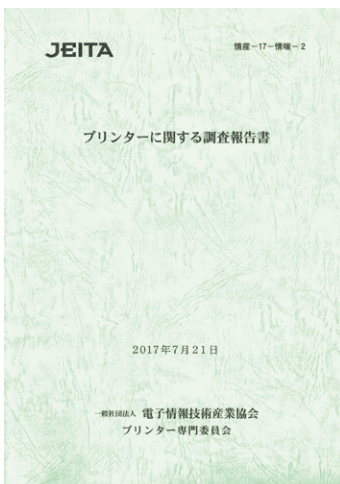 JEITA
情産－17－情端－2
プリンターに関する調査報告書
2017年7月21日
一般社団法人 電子情報技術産業協会
プリンター専門委員会